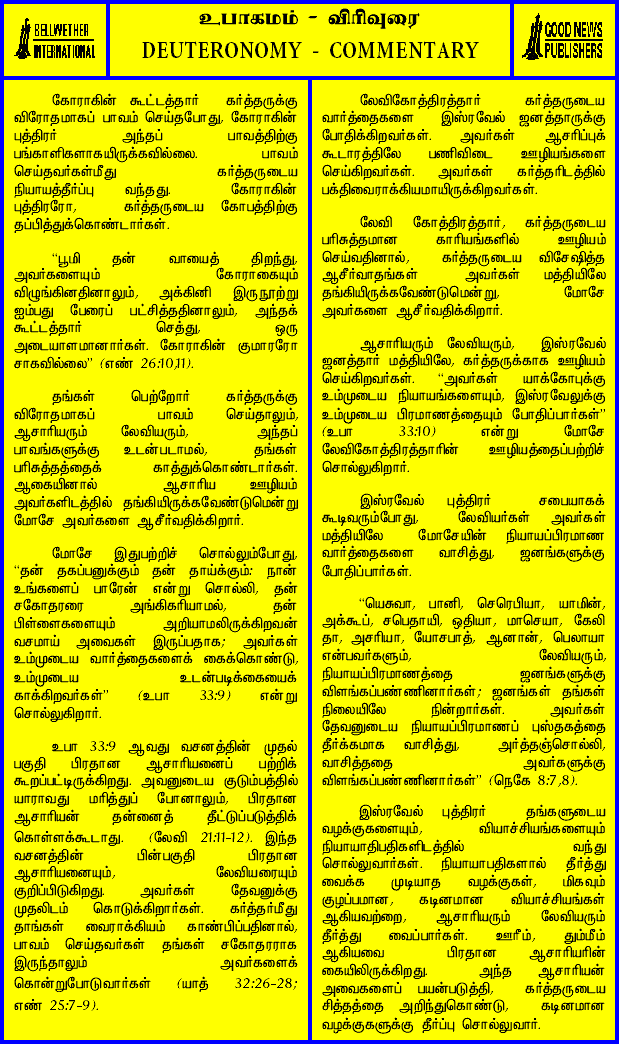 BELLWETHER
INTERNATIONAL
உபாகமம் - விரிவுரை
DEUTERONOMY - COMMENTARY
GOOD NEWS
PUBLISHERS
கோராகின் கூட்டத்தார் கர்த்தருக்கு
விரோதமாகப் பாவம் செய்தபோது, கோராகின்
புத்திரர் அந்தப் பாவத்திற்கு
பங்காளிகளாகயிருக்கவில்லை. பாவம்
செய்தவர்கள்மீது கர்த்தருடைய
நியாயத்தீர்ப்பு வந்தது. கோராகின்
புத்திரரோ, கர்த்தருடைய கோபத்திற்கு
தப்பித்துக்கொண்டார்கள்.
“பூமி தன் வாயைத் திறந்து,
அவர்களையும் கோராகையும்
விழுங்கினதினாலும், அக்கினி இருநூற்று
ஐம்பது பேரைப் பட்சித்ததினாலும், அந்தக்
கூட்டத்தார் செத்து, ஒரு
அடையாளமானார்கள். கோராகின் குமாரரோ
சாகவில்லை” (எண் 26:10,11).
தங்கள் பெற்றோர் கர்த்தருக்கு
விரோதமாகப் பாவம் செய்தாலும்,
ஆசாரியரும் லேவியரும், அந்தப்
பாவங்களுக்கு உடன்படாமல், தங்கள்
பரிசுத்தத்தைக் காத்துக்கொண்டார்கள்.
ஆகையினால் ஆசாரிய ஊழியம்
அவர்களிடத்தில் தங்கியிருக்கவேண்டுமென்று
மோசே அவர்களை ஆசீர்வதிக்கிறார்.
மோசே இதுபற்றிச் சொல்லும்போது,
“தன் தகப்பனுக்கும் தன் தாய்க்கும்: நான்
உங்களைப் பாரேன் என்று சொல்லி, தன்
சகோதரரை அங்கிகரியாமல், தன்
பிள்ளைகளையும் அறியாமலிருக்கிறவன்
வசமாய் அவைகள் இருப்பதாக; அவர்கள்
உம்முடைய வார்த்தைகளைக் கைக்கொண்டு,
உம்முடைய உடன்படிக்கையைக்
காக்கிறவர்கள்” (உபா 33:9) என்று
சொல்லுகிறார்.
உபா 33:9 ஆவது வசனத்தின் முதல்
பகுதி பிரதான ஆசாரியனைப் பற்றிக்
கூறப்பட்டிருக்கிறது. அவனுடைய குடும்பத்தில்
யாராவது மரித்துப் போனாலும், பிரதான
ஆசாரியன் தன்னைத் தீட்டுப்படுத்திக்
கொள்ளக்கூடாது. (லேவி 21:11-12). இந்த
வசனத்தின் பின்பகுதி பிரதான
ஆசாரியனையும், லேவியரையும்
குறிப்பிடுகிறது. அவர்கள் தேவனுக்கு
முதலிடம் கொடுக்கிறார்கள். கர்த்தர்மீது
தாங்கள் வைராக்கியம் காண்பிப்பதினால்,
பாவம் செய்தவர்கள் தங்கள் சகோதரராக
இருந்தாலும் அவர்களைக்
கொன்றுபோடுவார்கள் (யாத் 32:26-28;
எண் 25:7-9).
லேவிகோத்திரத்தார் கர்த்தருடைய
வார்த்தைகளை இஸ்ரவேல் ஜனத்தாருக்கு
போதிக்கிறவர்கள். அவர்கள் ஆசரிப்புக்
கூடாரத்திலே பணிவிடை ஊழியங்களை
செய்கிறவர்கள். அவர்கள் கர்த்தரிடத்தில்
பக்திவைராக்கியமாயிருக்கிறவர்கள்.
லேவி கோத்திரத்தார், கர்த்தருடைய
பரிசுத்தமான காரியங்களில் ஊழியம்
செய்வதினால், கர்த்தருடைய விசேஷித்த
ஆசீர்வாதங்கள் அவர்கள் மத்தியிலே
தங்கியிருக்கவேண்டுமென்று, மோசே
அவர்களை ஆசீர்வதிக்கிறார்.
ஆசாரியரும் லேவியரும், இஸ்ரவேல்
ஜனத்தார் மத்தியிலே, கர்த்தருக்காக ஊழியம்
செய்கிறவர்கள். “அவர்கள் யாக்கோபுக்கு
உம்முடைய நியாயங்களையும், இஸ்ரவேலுக்கு
உம்முடைய பிரமாணத்தையும் போதிப்பார்கள்”
(உபா 33:10) என்று மோசே
லேவிகோத்திரத்தாரின் ஊழியத்தைப்பற்றிச்
சொல்லுகிறார்.
இஸ்ரவேல் புத்திரர் சபையாகக்
கூடிவரும்போது, லேவியர்கள் அவர்கள்
மத்தியிலே மோசேயின் நியாயப்பிரமாண
வார்த்தைகளை வாசித்து, ஜனங்களுக்கு
போதிப்பார்கள்.
“யெசுவா, பானி, செரெபியா, யாமின்,
அக்கூப், சபெதாயி, ஒதியா, மாசெயா, கேலி
தா, அசரியா, யோசபாத், ஆனான், பெலாயா
என்பவர்களும், லேவியரும்,
நியாயப்பிரமாணத்தை ஜனங்களுக்கு
விளங்கப்பண்ணினார்கள்; ஜனங்கள் தங்கள்
நிலையிலே நின்றார்கள். அவர்கள்
தேவனுடைய நியாயப்பிரமாணப் புஸ்தகத்தை
தீர்க்கமாக வாசித்து, அர்த்தஞ்சொல்லி,
வாசித்ததை அவர்களுக்கு
விளங்கப்பண்ணினார்கள்” (நெகே 8:7,8).
இஸ்ரவேல் புத்திரர் தங்களுடைய
வழக்குகளையும், வியாச்சியங்களையும்
நியாயாதிபதிகளிடத்தில் வந்து
சொல்லுவார்கள். நியாயாபதிகளால் தீர்த்து
வைக்க முடியாத வழக்குகள், மிகவும்
குழப்பமான, கடினமான வியாச்சியங்கள்
ஆகியவற்றை, ஆசாரியரும் லேவியரும்
தீர்த்து வைப்பார்கள். ஊரீம், தும்மீம்
ஆகியவை பிரதான ஆசாரியரின்
கையிலிருக்கிறது. அந்த ஆசாரியன்
அவைகளைப் பயன்படுத்தி, கர்த்தருடைய
சித்தத்தை அறிந்துகொண்டு, கடினமான
வழக்குகளுக்கு தீர்ப்பு சொல்லுவார்.